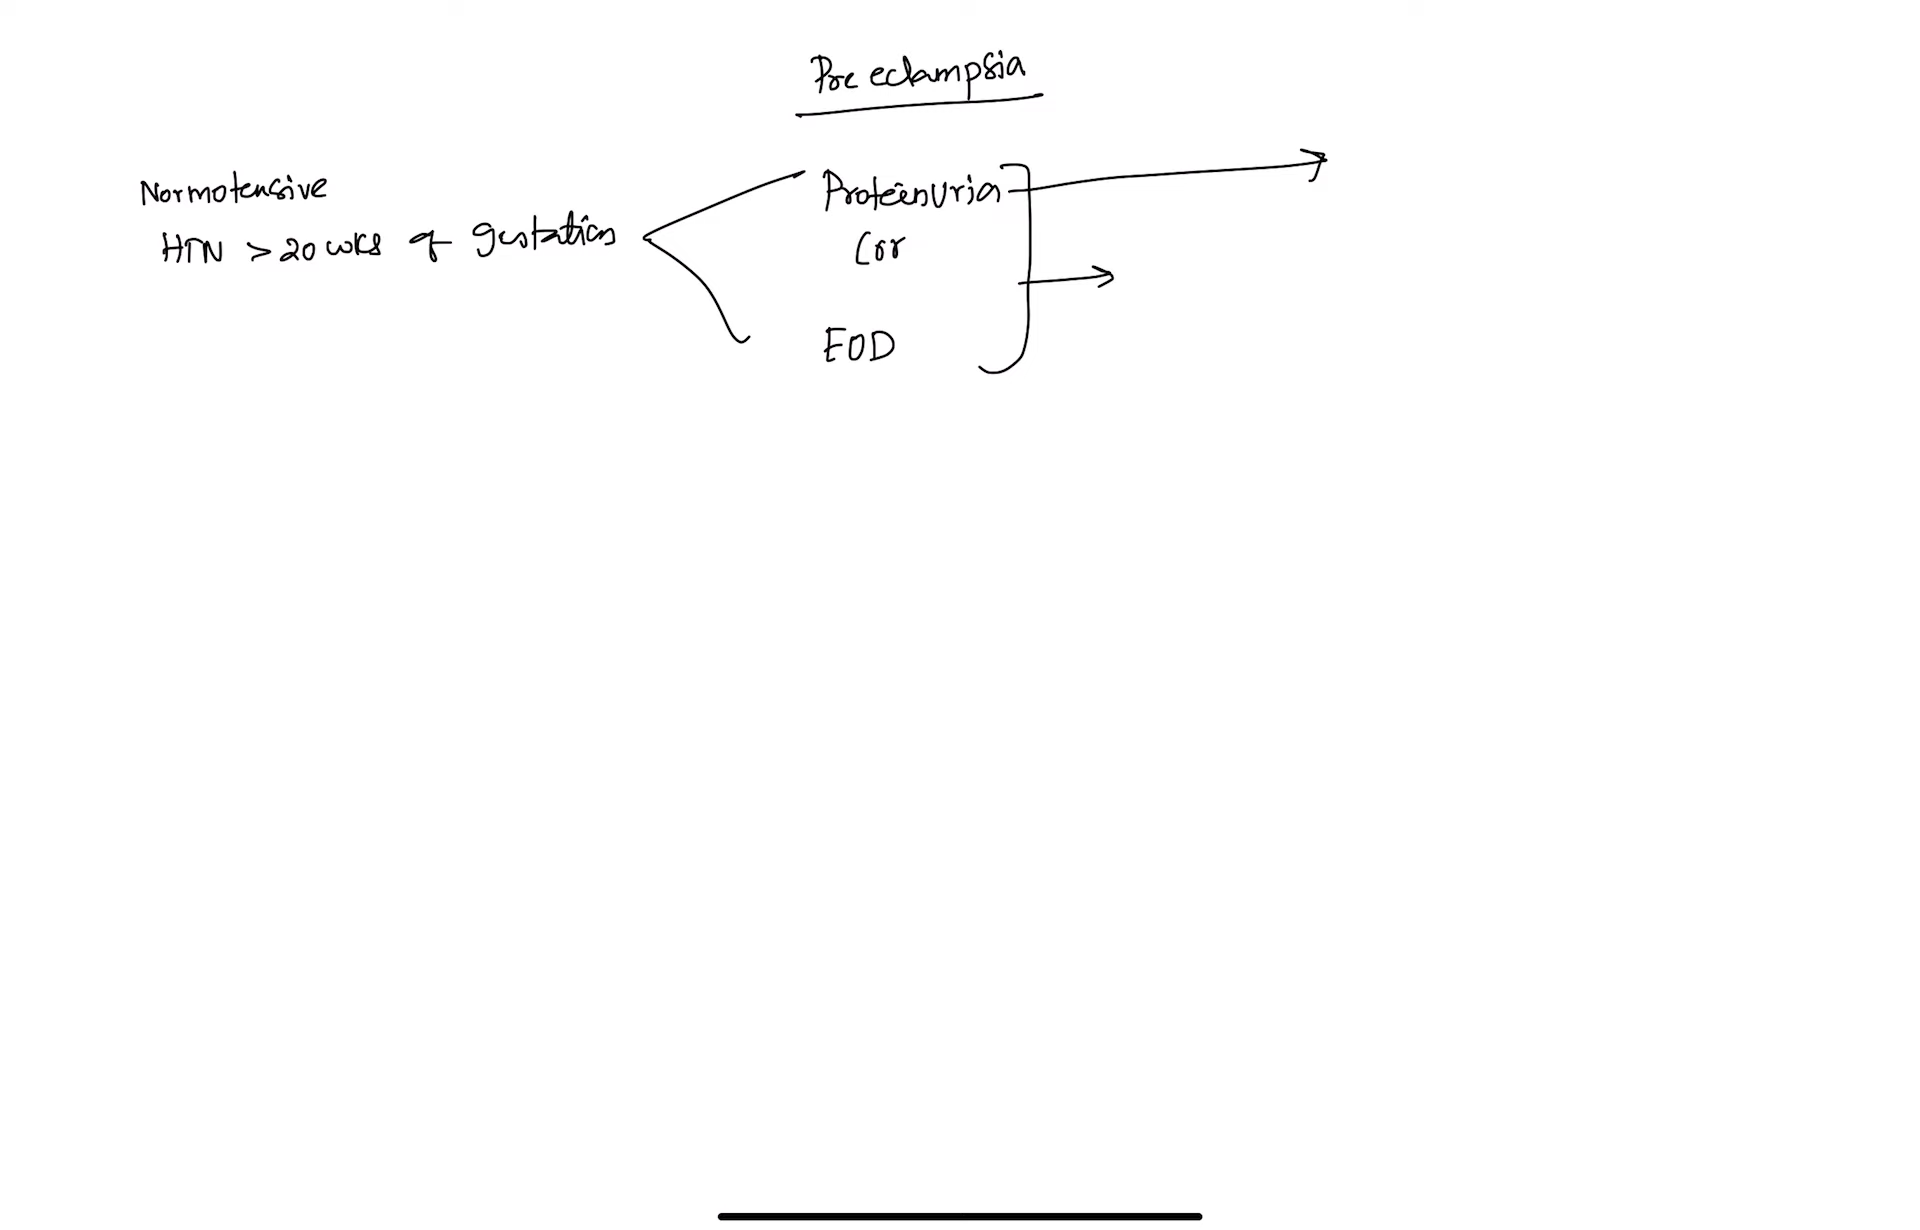 Pre eclampsia
Normotensive
HTN > 20 wks of gestation
Proteinuria
(or
EOD